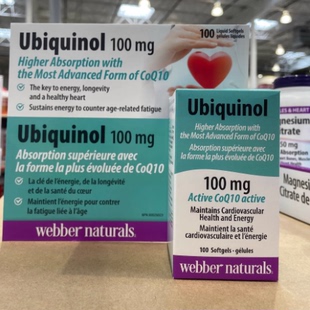 Ubiquinol 100 mg
100 Liquid Softgels
gélules liquides
Higher Absorption with
the Most Advanced Form of CoQ10
✓ The key to energy, longevity
and a healthy heart
✓ Sustains energy to counter age-related fatigue
Ubiquinol 100 mg
Absorption supérieure avec
la forme la plus évoluée de CoQ10
✓ La clé de l'énergie, de la longévité
et de la santé du cœur
✓ Maintient l'énergie pour contrer
la fatigue liée à l'âge
webber naturals.
Ubiquinol
Higher Absorption with
the Most Advanced Form of CoQ10
Absorption supérieure avec
la forme la plus évoluée de CoQ10
100 mg
Active CoQ10 active
Maintains Cardiovascular
Health and Energy
Maintient la santé
cardiovasculaire et l'énergie
100 Softgels · gélules
webber naturals.
& HEART
Magnesium
Citrate de